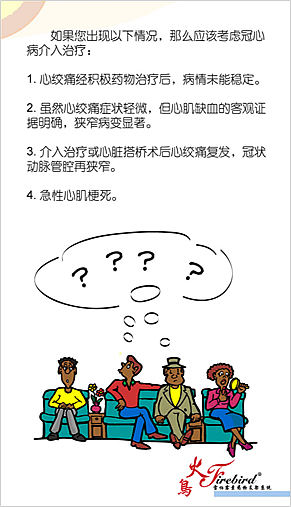 如果您出现以下情况，那么应该考虑冠心
病介入治疗：
1. 心绞痛经积极药物治疗后，病情未能稳定。
2. 虽然心绞痛症状轻微，但心肌缺血的客观证
据明确，狭窄病变显著。
3. 介入治疗或心脏搭桥术后心绞痛复发，冠状
动脉管腔再狭窄。
4. 急性心肌梗死。
? ? ? ?
火鸟 Firebird®